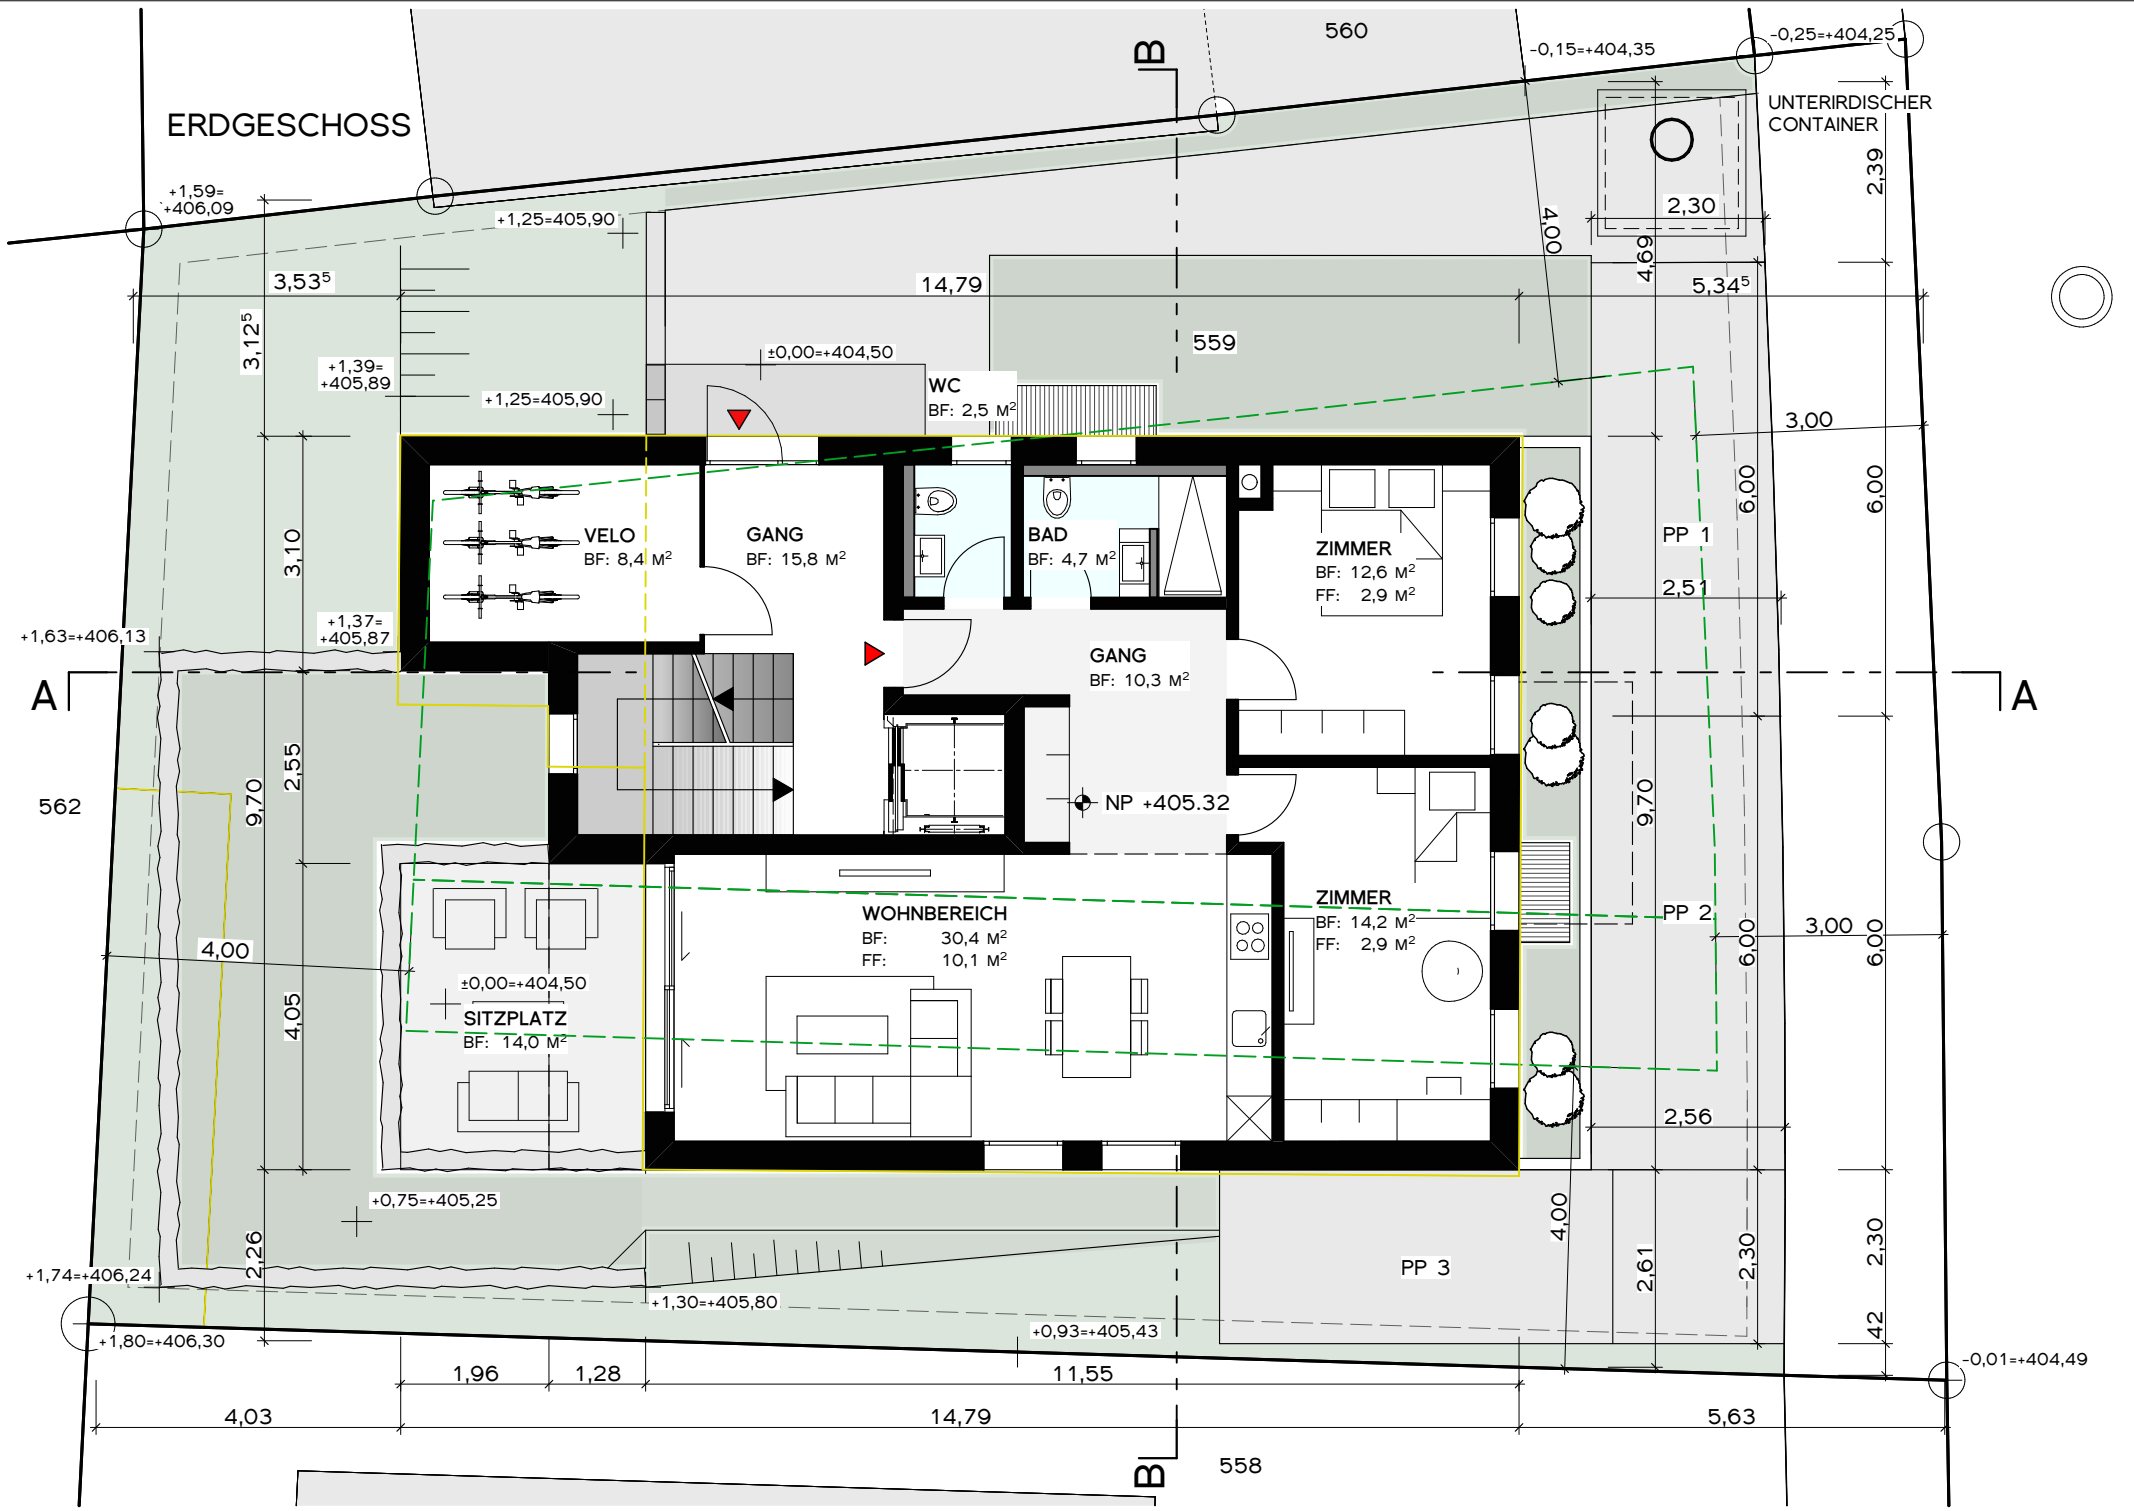 560
B
-0,15=+404,35
-0,25=+404,25
ERDGESCHOSS
UNTERIRDISCHER
CONTAINER
+1,59=
+406,09
+1,25=405,90
2,39
2,30
4,00
4,69
3,53⁵
14,79
5,34⁵
3,12⁵
559
±0,00=+404,50
+1,39=
+405,89
+1,25=405,90
WC
BF: 2,5 M²
3,00
6,00
6,00
3,10
VELO
BF: 8,4 M²
GANG
BF: 15,8 M²
BAD
BF: 4,7 M²
ZIMMER
BF: 12,6 M²
FF: 2,9 M²
PP 1
2,51
+1,63=+406,13
+1,37=
+405,87
GANG
BF: 10,3 M²
A
A
562
9,70
2,55
NP +405.32
9,70
WOHNBEREICH
BF: 30,4 M²
FF: 10,1 M²
ZIMMER
BF: 14,2 M²
FF: 2,9 M²
PP 2
3,00
6,00
6,00
4,00
±0,00=+404,50
4,05
SITZPLATZ
BF: 14,0 M²
2,56
+0,75=+405,25
4,00
2,26
2,61
2,30
2,30
+1,74=+406,24
PP 3
+1,30=+405,80
+1,80=+406,30
+0,93=+405,43
42
-0,01=+404,49
1,96
1,28
11,55
4,03
14,79
5,63
B
558